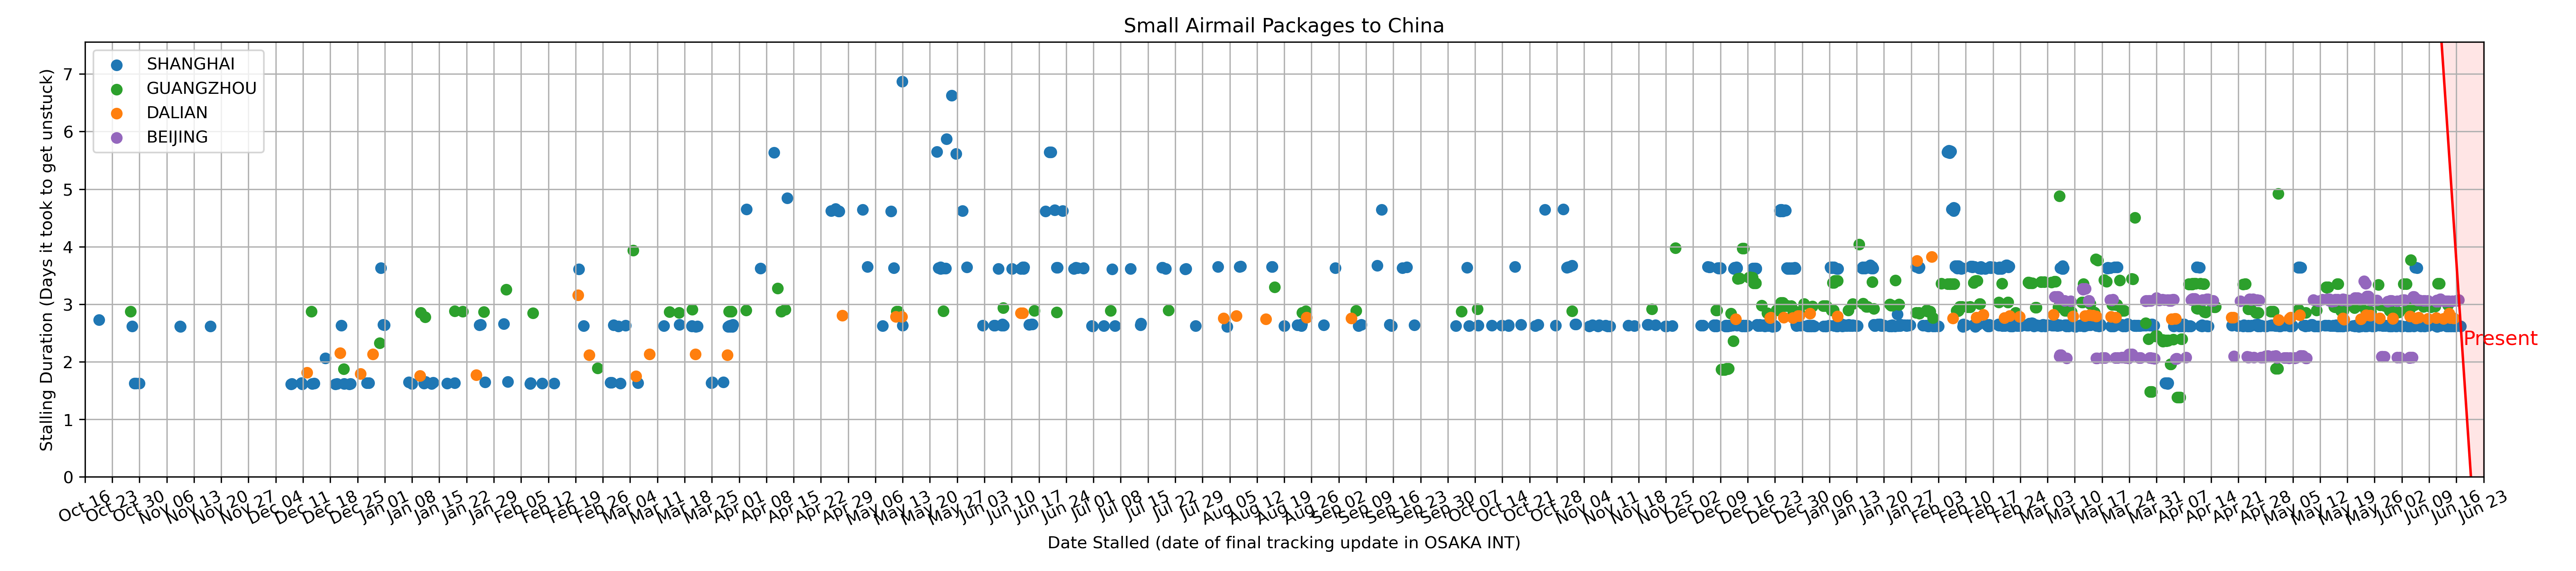 Small Airmail Packages to China
SHANGHAI
GUANGZHOU
DALIAN
BEIJING
Stalling Duration (Days it took to get unstuck)
7
6
5
4
3
2
1
0
Present
Oct 16
Oct 23
Oct 30
Nov 06
Nov 13
Nov 20
Nov 27
Dec 04
Dec 11
Dec 18
Dec 25
Jan 01
Jan 08
Jan 15
Jan 22
Jan 29
Feb 05
Feb 12
Feb 19
Feb 26
Mar 04
Mar 11
Mar 18
Mar 25
Apr 01
Apr 08
Apr 15
Apr 22
Apr 29
May 06
May 13
May 20
May 27
Jun 03
Jun 10
Jun 17
Jun 24
Jul 01
Jul 08
Jul 15
Jul 22
Jul 29
Aug 05
Aug 12
Aug 19
Aug 26
Sep 02
Sep 09
Sep 16
Sep 23
Sep 30
Oct 07
Oct 14
Oct 21
Oct 28
Nov 04
Nov 11
Nov 18
Nov 25
Dec 02
Dec 09
Dec 16
Dec 23
Dec 30
Jan 06
Jan 13
Jan 20
Jan 27
Feb 03
Feb 10
Feb 17
Feb 24
Mar 03
Mar 10
Mar 17
Mar 24
Mar 31
Apr 07
Apr 14
Apr 21
Apr 28
May 05
May 12
May 19
May 26
Jun 02
Jun 09
Jun 16
Jun 23
Date Stalled (date of final tracking update in OSAKA INT)